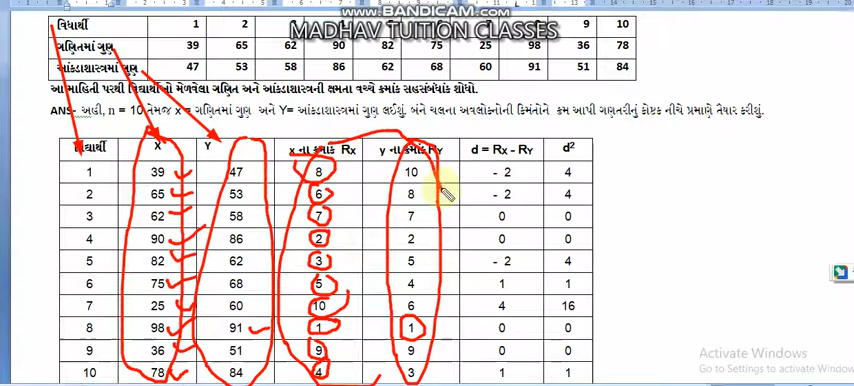 WWW.BANDICAM.COM
MADHAV TUITION CLASSES
વિદ્યાર્થી 1 2 9 10
ગણિતમાં ગુણ 39 65 62 90 82 75 25 98 36 78
આંકડાશાસ્ત્રમાં ગુણ 47 53 58 86 62 68 60 91 51 84
આ માહિતી પરથી વિદ્યાર્થીઓ મેળવેલા ગણિત અને આંકડાશાસ્ત્રની ક્ષમતા વચ્ચે ક્રમાંક સહસંબંધાંક શોધો.
ANS- અહી, n = 10 તેમજ x = ગણિતમાં ગુણ અને Y= આંકડાશાસ્ત્રમાં ગુણ લઈશું. બંને ચલના અવલોકનોની કિંમતોને ક્રમ આપી ગણતરીનું કોષ્ટક નીચે પ્રમાણે તૈયાર કરીશું.
વિદ્યાર્થી X Y x ના ક્રમાંક Rx y ના ક્રમાંક RY d = RX - RY d²
1 39 47 8 10 - 2 4
2 65 53 6 8 - 2 4
3 62 58 7 7 0 0
4 90 86 2 2 0 0
5 82 62 3 5 - 2 4
6 75 68 5 4 1 1
7 25 60 10 6 4 16
8 98 91 1 1 0 0
9 36 51 9 9 0 0
10 78 84 4 3 1 1
Activate Windows
Go to Settings to activate Windows.